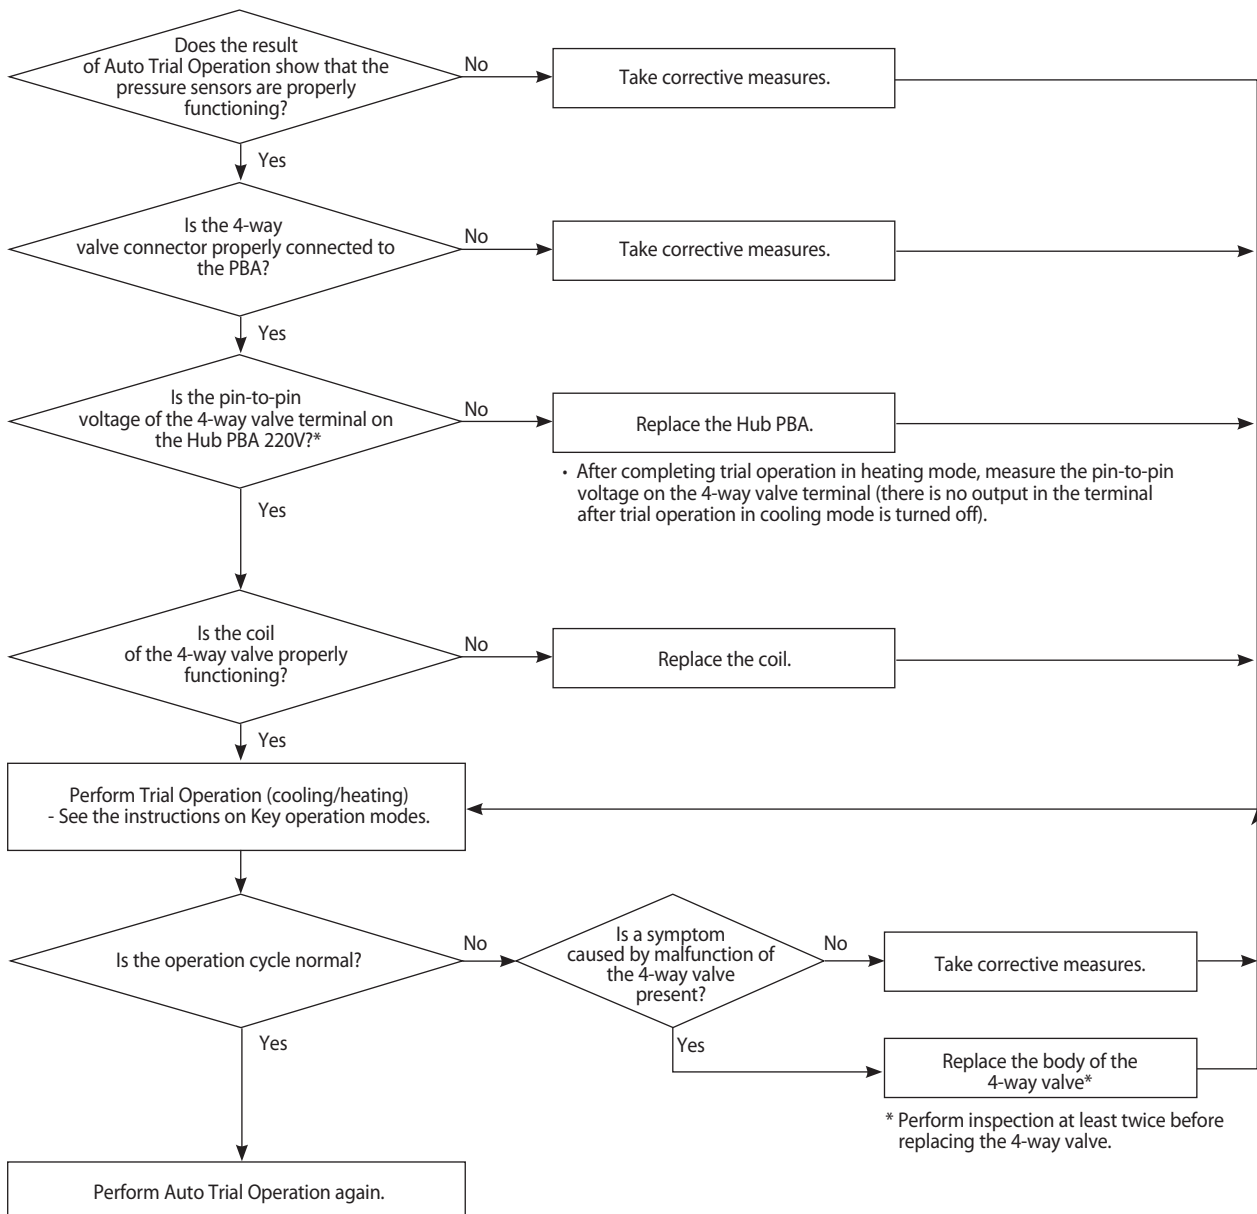 Does the result
of Auto Trial Operation show that the
pressure sensors are properly
functioning?
No
Take corrective measures.
Yes
Is the 4-way
valve connector properly connected to
the PBA?
No
Take corrective measures.
Yes
Is the pin-to-pin
voltage of the 4-way valve terminal on
the Hub PBA 220V?*
No
Replace the Hub PBA.
• After completing trial operation in heating mode, measure the pin-to-pin
voltage on the 4-way valve terminal (there is no output in the terminal
after trial operation in cooling mode is turned off).
Yes
Is the coil
of the 4-way valve properly
functioning?
No
Replace the coil.
Yes
Perform Trial Operation (cooling/heating)
- See the instructions on Key operation modes.
Is the operation cycle normal?
No
Is a symptom
caused by malfunction of
the 4-way valve
present?
No
Take corrective measures.
Yes
Yes
Replace the body of the
4-way valve*
* Perform inspection at least twice before
replacing the 4-way valve.
Perform Auto Trial Operation again.